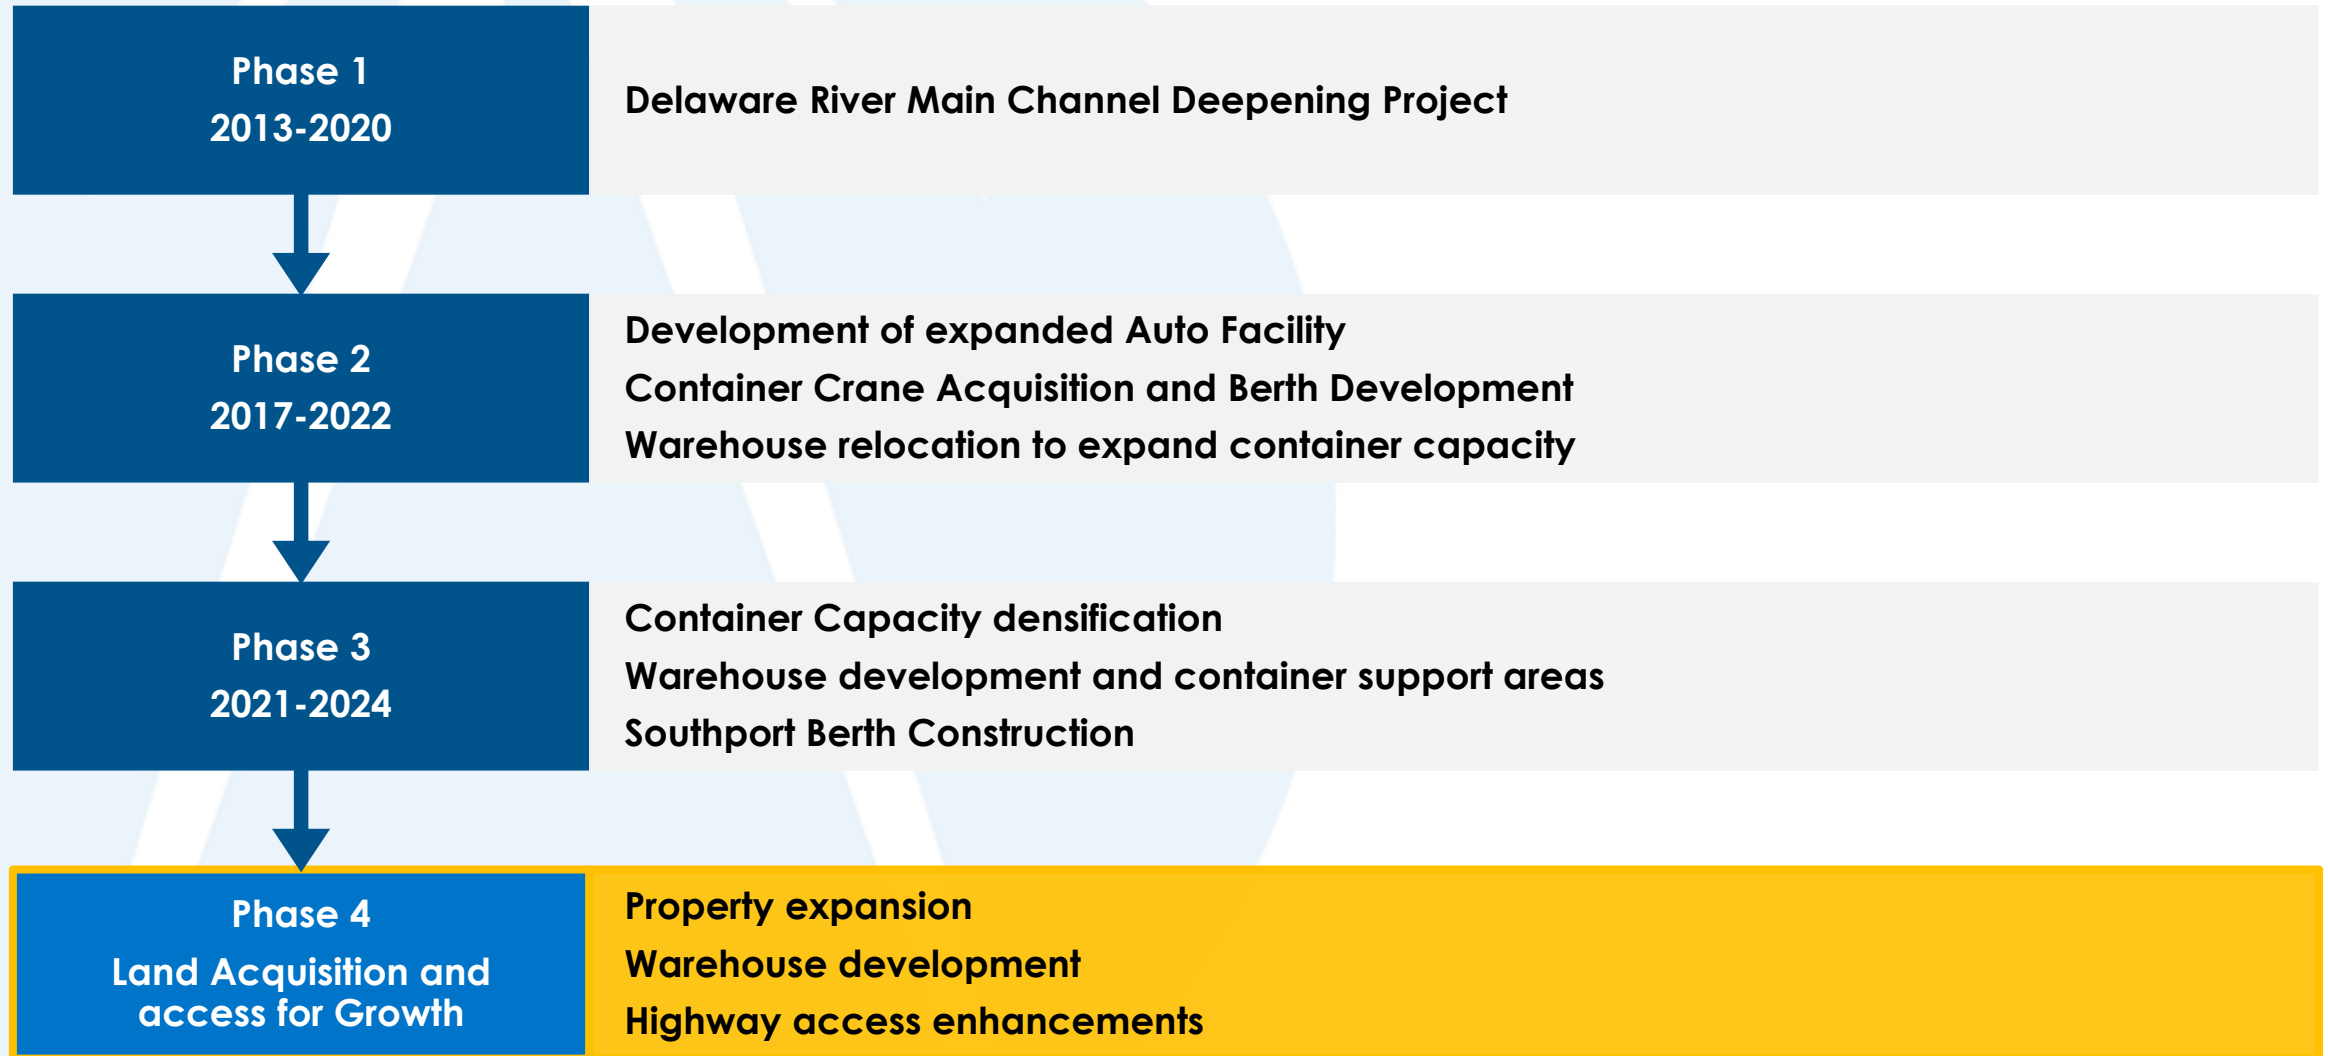 Phase 1
2013-2020
Delaware River Main Channel Deepening Project
Phase 2
2017-2022
Development of expanded Auto Facility
Container Crane Acquisition and Berth Development
Warehouse relocation to expand container capacity
Phase 3
2021-2024
Container Capacity densification
Warehouse development and container support areas
Southport Berth Construction
Phase 4
Land Acquisition and
access for Growth
Property expansion
Warehouse development
Highway access enhancements